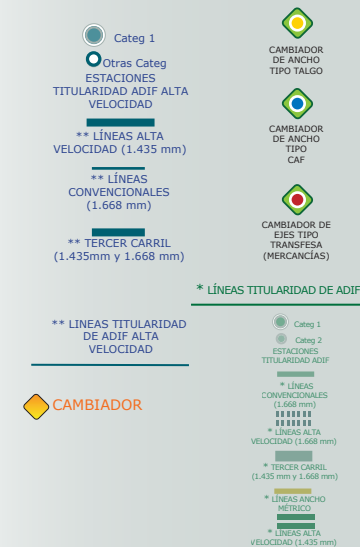 Categ 1
Otras Categ
ESTACIONES
TITULARIDAD ADIF ALTA
VELOCIDAD
** LÍNEAS ALTA
VELOCIDAD (1.435 mm)
** LÍNEAS
CONVENCIONALES
(1.668 mm)
** TERCER CARRIL
(1.435mm y 1.668 mm)
** LINEAS TITULARIDAD
DE ADIF ALTA
VELOCIDAD
CAMBIADOR
CAMBIADOR
DE ANCHO
TIPO TALGO
CAMBIADOR
DE ANCHO
TIPO
CAF
CAMBIADOR DE
EJES TIPO
TRANSFESA
(MERCANCÍAS)
* LÍNEAS TITULARIDAD DE ADIF
Categ 1
Categ 2
ESTACIONES
TITULARIDAD ADIF
* LÍNEAS
CONVENCIONALES
(1.668 mm)
* LÍNEAS ALTA
VELOCIDAD (1.668 mm)
* TERCER CARRIL
(1.435 mm y 1.668 mm)
* LÍNEAS ANCHO
MÉTRICO
* LÍNEAS ALTA
VELOCIDAD (1.435 mm)